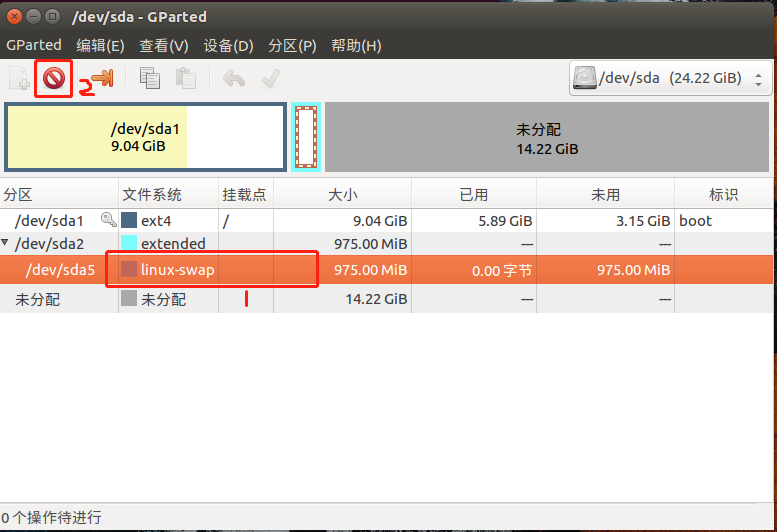 /dev/sda - GParted
GParted 编辑(E) 查看(V) 设备(D) 分区(P) 帮助(H)
2 /dev/sda (24.22 GiB)
/dev/sda1
9.04 GiB
未分配
14.22 GiB
分区 文件系统 挂载点 大小 已用 未用 标识
/dev/sda1 ext4 / 9.04 GiB 5.89 GiB 3.15 GiB boot
/dev/sda2 extended 975.00 MiB --- ---
/dev/sda5 linux-swap 975.00 MiB 0.00 字节 975.00 MiB
未分配 未分配 1 14.22 GiB --- ---
0 个操作待进行